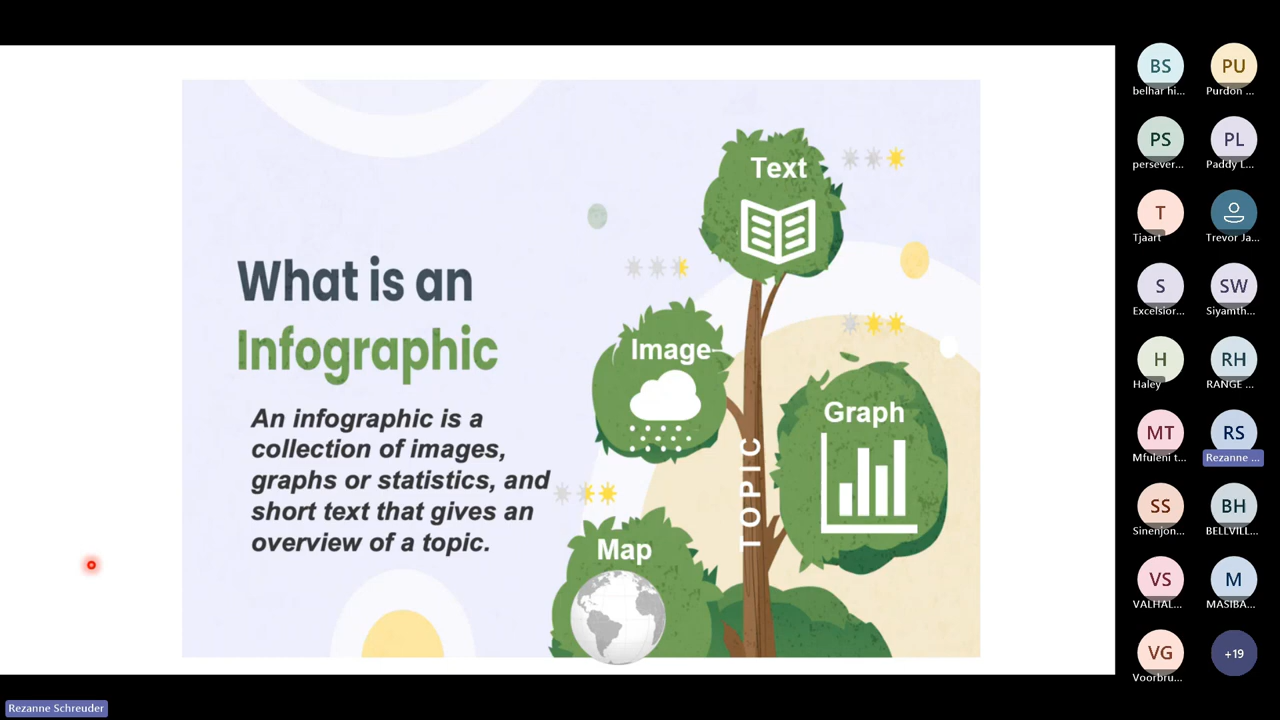 What is an
Infographic
An infographic is a
collection of images,
graphs or statistics, and
short text that gives an
overview of a topic.
Text
Image
Graph
TOPIC
Map
BS
belhar hi...
PU
Purdon ...
PS
persever...
PL
Paddy L...
T
Tjaart
Trevor Ja...
S
Excelsior...
SW
Siyamth...
H
Haley
RH
RANGE ...
MT
Mfuleni t...
RS
Rezanne ...
SS
Sinenjon...
BH
BELLVILL...
VS
VALHAL...
M
MASIBA...
VG
Voorbru...
+19
Rezanne Schreuder